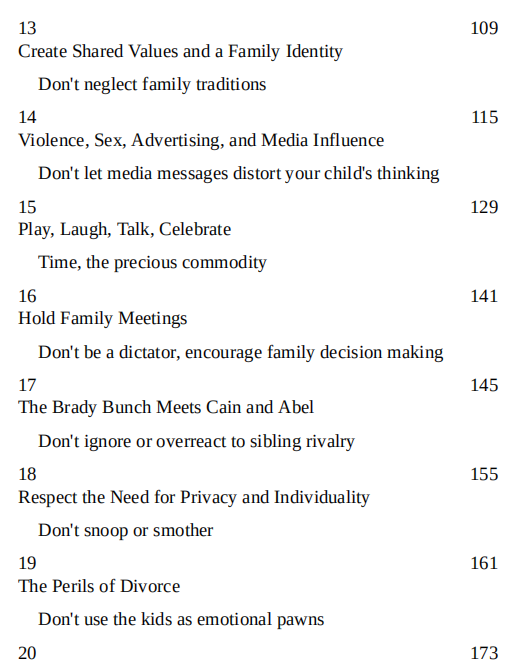 13 109
Create Shared Values and a Family Identity
Don't neglect family traditions
14 115
Violence, Sex, Advertising, and Media Influence
Don't let media messages distort your child's thinking
15 129
Play, Laugh, Talk, Celebrate
Time, the precious commodity
16 141
Hold Family Meetings
Don't be a dictator, encourage family decision making
17 145
The Brady Bunch Meets Cain and Abel
Don't ignore or overreact to sibling rivalry
18 155
Respect the Need for Privacy and Individuality
Don't snoop or smother
19 161
The Perils of Divorce
Don't use the kids as emotional pawns
20 173